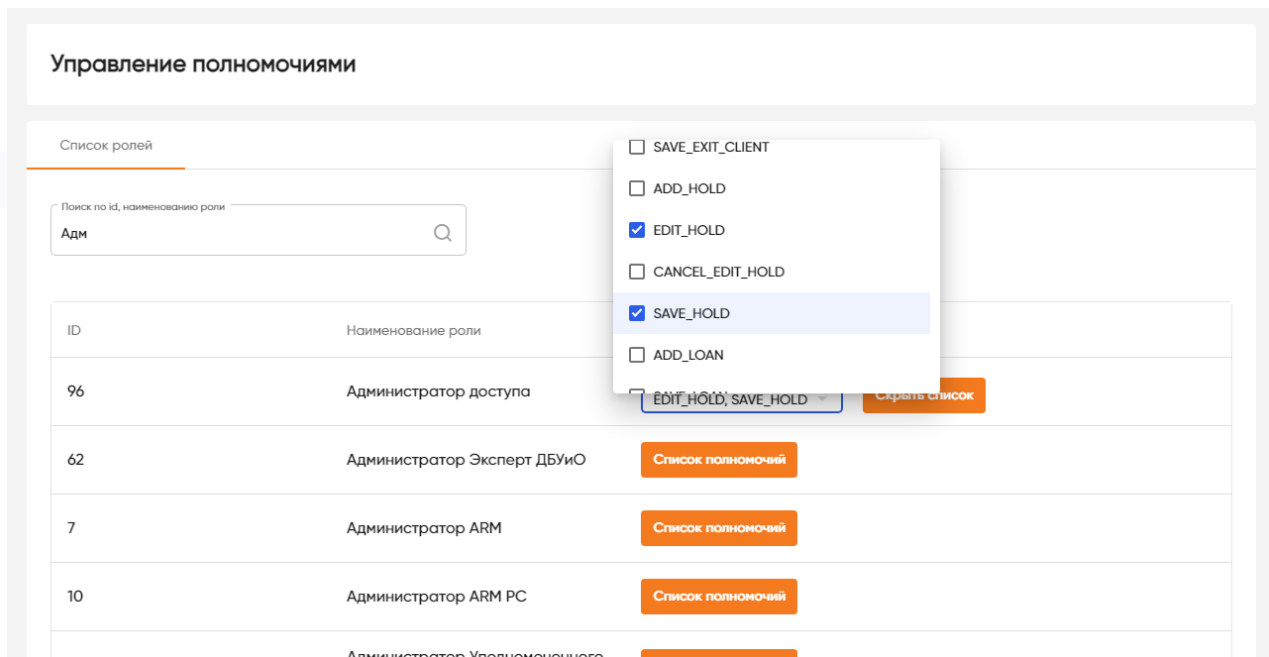 Управление полномочиями
Список ролей
SAVE_EXIT_CLIENT
ADD_HOLD
EDIT_HOLD
CANCEL_EDIT_HOLD
SAVE_HOLD
ADD_LOAN
Поиск по id, наименованию роли
Адм
ID
Наименование роли
96
Администратор доступа
EDIT_HOLD, SAVE_HOLD
Скрыть список
62
Администратор Эксперт ДБУиО
Список полномочий
7
Администратор ARM
Список полномочий
10
Администратор ARM PC
Список полномочий
Администратор Уполномоченного